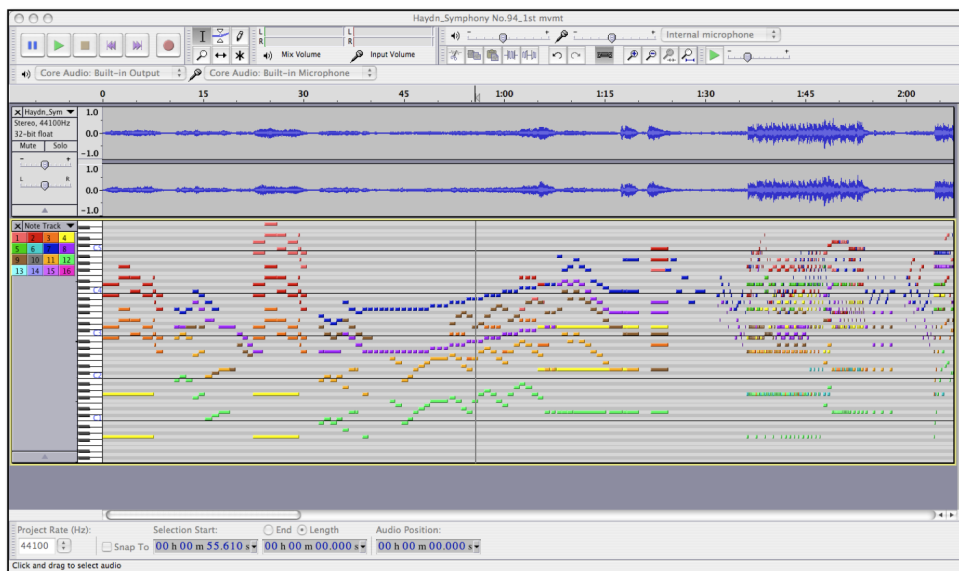 Haydn_Symphony No.94_1st mvmt
L
R
L
R
Mix Volume
Input Volume
Internal microphone
Core Audio: Built-in Output
Core Audio: Built-in Microphone
0 15 30 45 1:00 1:15 1:30 1:45 2:00
X Haydn_Sym
Stereo, 44100Hz
32-bit float
Mute Solo
- +
L R
1.0
0.0
-1.0
1.0
0.0
-1.0
X Note Track
1 2 3 4
5 6 7 8
9 10 11 12
13 14 15 16
C5
C4
C3
C2
C1
Project Rate (Hz): Selection Start: End Length Audio Position:
44100 Snap To 00 h 00 m 55.610 s 00 h 00 m 00.000 s 00 h 00 m 00.000 s
Click and drag to select audio